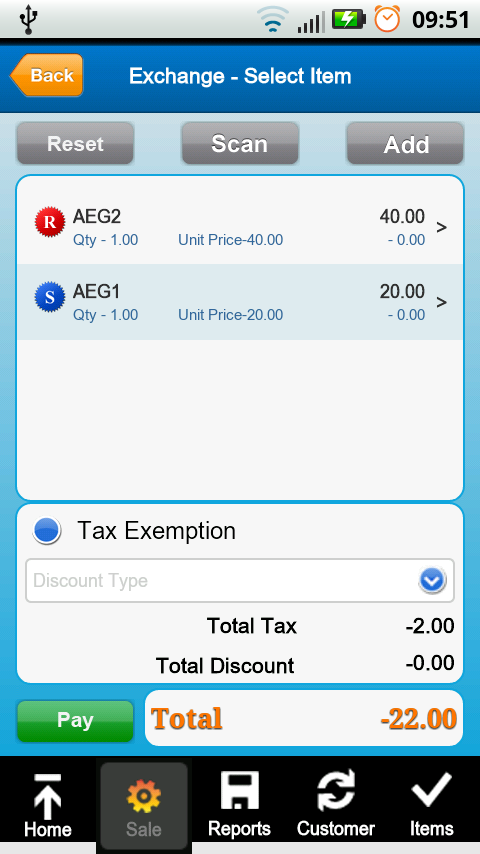 09:51
Back
Exchange - Select Item
Reset Scan Add
R AEG2 40.00 >
Qty - 1.00 Unit Price-40.00 - 0.00
S AEG1 20.00 >
Qty - 1.00 Unit Price-20.00 - 0.00
Tax Exemption
Discount Type
Total Tax -2.00
Total Discount -0.00
Pay Total -22.00
Home Sale Reports Customer Items